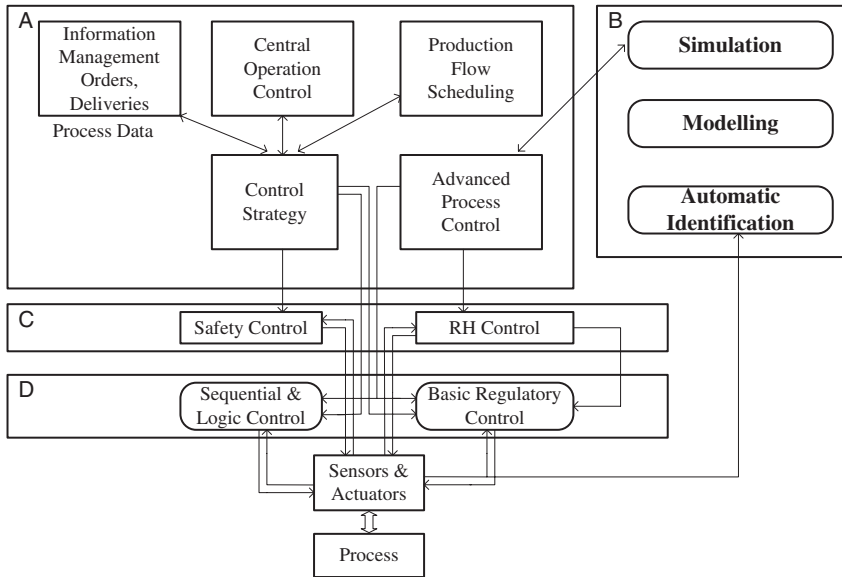 A
Information
Management
Orders,
Deliveries
Process Data
Central
Operation
Control
Production
Flow
Scheduling
Control
Strategy
Advanced
Process
Control
B
Simulation
Modelling
Automatic
Identification
C
Safety Control
RH Control
D
Sequential &
Logic Control
Basic Regulatory
Control
Sensors &
Actuators
Process